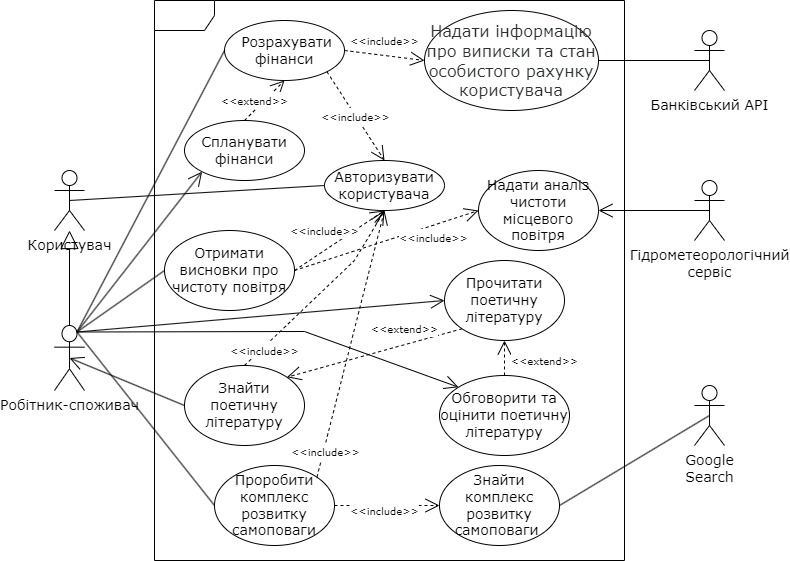 Розрахувати
фінанси
<<include>>
Надати інформацію
про виписки та стан
особистого рахунку
користувача
Банківський API
<<extend>>
<<include>>
Спланувати
фінанси
Авторизувати
користувача
Надати аналіз
чистоти
місцевого
повітря
Користувач
<<include>>
<<include>>
Гідрометеорологічний
сервіс
Отримати
висновки про
чистоту повітря
Прочитати
поетичну
літературу
<<extend>>
<<include>>
<<extend>>
Робітник-споживач
Знайти
поетичну
літературу
Обговорити та
оцінити поетичну
літературу
<<include>>
Google
Search
Проробити
комплекс
розвитку
самоповаги
<<include>>
Знайти
комплекс
розвитку
самоповаги